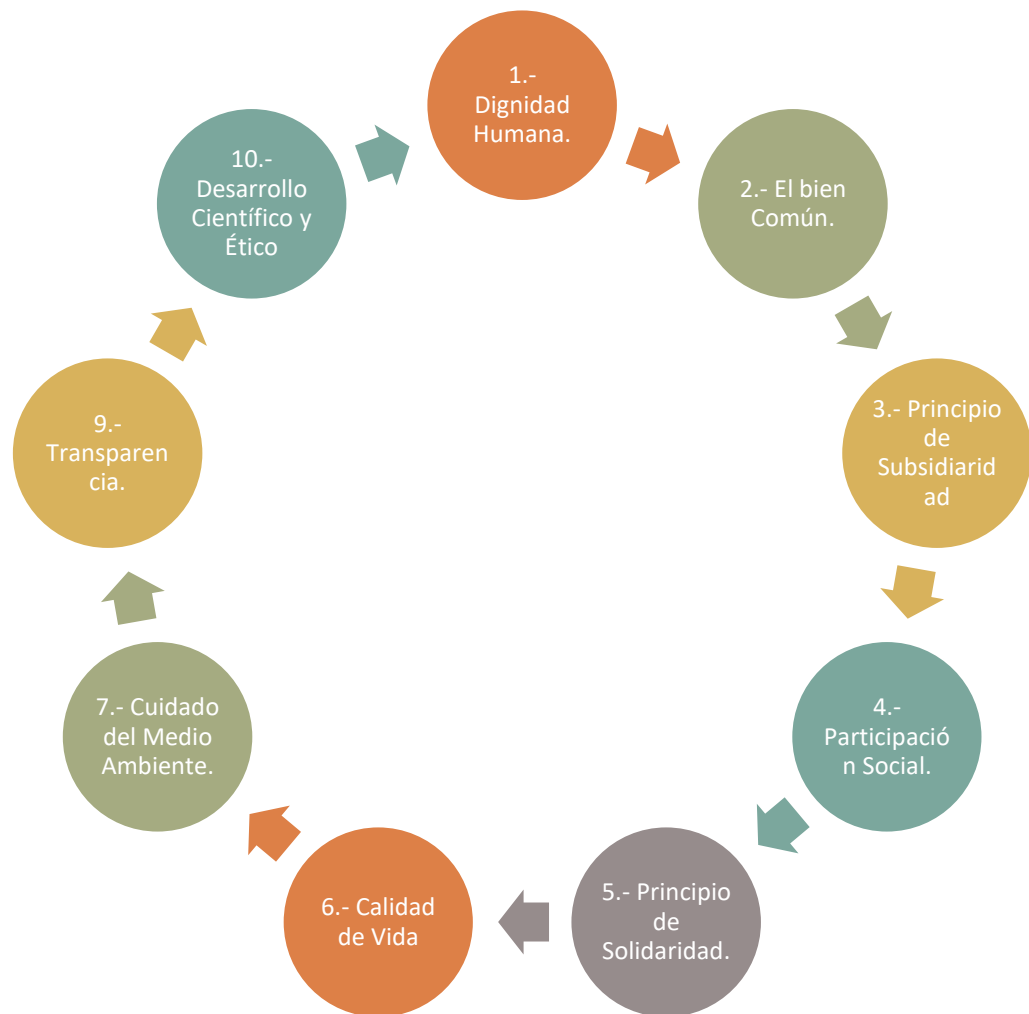 1.-
Dignidad
Humana.
2.- El bien
Común.
3.- Principio
de
Subsidiarid
ad
4.-
Participació
n Social.
5.- Principio
de
Solidaridad.
6.- Calidad
de Vida
7.- Cuidado
del Medio
Ambiente.
9.-
Transparen
cia.
10.-
Desarrollo
Científico y
Ético